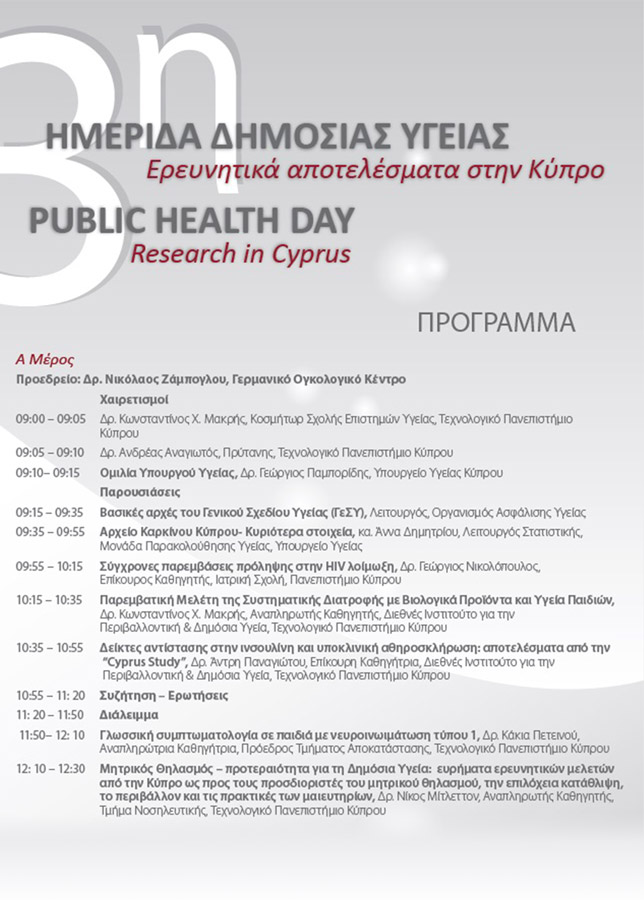 3η
ΗΜΕΡΙΔΑ ΔΗΜΟΣΙΑΣ ΥΓΕΙΑΣ
Ερευνητικά αποτελέσματα στην Κύπρο
PUBLIC HEALTH DAY
Research in Cyprus
ΠΡΟΓΡΑΜΜΑ
Α Μέρος
Προεδρείο: Δρ. Νικόλαος Ζάμπογλου, Γερμανικό Ογκολογικό Κέντρο
Χαιρετισμοί
09:00 – 09:05 Δρ. Κωνσταντίνος Χ. Μακρής, Κοσμήτωρ Σχολής Επιστημών Υγείας, Τεχνολογικό Πανεπιστήμιο
Κύπρου
09:05 – 09:10 Δρ. Ανδρέας Αναγιωτός, Πρύτανης, Τεχνολογικό Πανεπιστήμιο Κύπρου
09:10– 09:15 Ομιλία Υπουργού Υγείας, Δρ. Γεώργιος Παμπορίδης, Υπουργείο Υγείας Κύπρου
Παρουσιάσεις
09:15 – 09:35 Βασικές αρχές του Γενικού Σχεδίου Υγείας (ΓεΣΥ), Λειτουργός, Οργανισμός Ασφάλισης Υγείας
09:35 – 09:55 Αρχείο Καρκίνου Κύπρου- Κυριότερα στοιχεία, κα. Άννα Δημητρίου, Λειτουργός Στατιστικής,
Μονάδα Παρακολούθησης Υγείας, Υπουργείο Υγείας
09:55 – 10:15 Σύγχρονες παρεμβάσεις πρόληψης στην HIV λοίμωξη, Δρ. Γεώργιος Νικολόπουλος,
Επίκουρος Καθηγητής, Ιατρική Σχολή, Πανεπιστήμιο Κύπρου
10:15 – 10:35 Παρεμβατική Μελέτη της Συστηματικής Διατροφής με Βιολογικά Προϊόντα και Υγεία Παιδιών,
Δρ. Κωνσταντίνος Χ. Μακρής, Αναπληρωτής Καθηγητής, Διεθνές Ινστιτούτο για την
Περιβαλλοντική & Δημόσια Υγεία, Τεχνολογικό Πανεπιστήμιο Κύπρου
10:35 – 10:55 Δείκτες αντίστασης στην ινσουλίνη και υποκλινική αθηροσκλήρωση: αποτελέσματα από την
“Cyprus Study”, Δρ. Άντρη Παναγιώτου, Επίκουρη Καθηγήτρια, Διεθνές Ινστιτούτο για την
Περιβαλλοντική & Δημόσια Υγεία, Τεχνολογικό Πανεπιστήμιο Κύπρου
10:55 – 11: 20 Συζήτηση – Ερωτήσεις
11: 20 – 11:50 Διάλειμμα
11:50– 12: 10 Γλωσσική συμπτωματολογία σε παιδιά με νευροινωμάτωση τύπου 1, Δρ. Κάκια Πετεινού,
Αναπληρώτρια Καθηγήτρια, Πρόεδρος Τμήματος Αποκατάστασης, Τεχνολογικό Πανεπιστήμιο Κύπρου
12: 10 – 12:30 Μητρικός Θηλασμός – προτεραιότητα για τη Δημόσια Υγεία: ευρήματα ερευνητικών μελετών
από την Κύπρο ως προς τους προσδιοριστές του μητρικού θηλασμού, την επιλόχεια κατάθλιψη,
το περιβάλλον και τις πρακτικές των μαιευτηρίων, Δρ. Νίκος Μίτλεττον, Αναπληρωτής Καθηγητής,
Τμήμα Νοσηλευτικής, Τεχνολογικό Πανεπιστήμιο Κύπρου